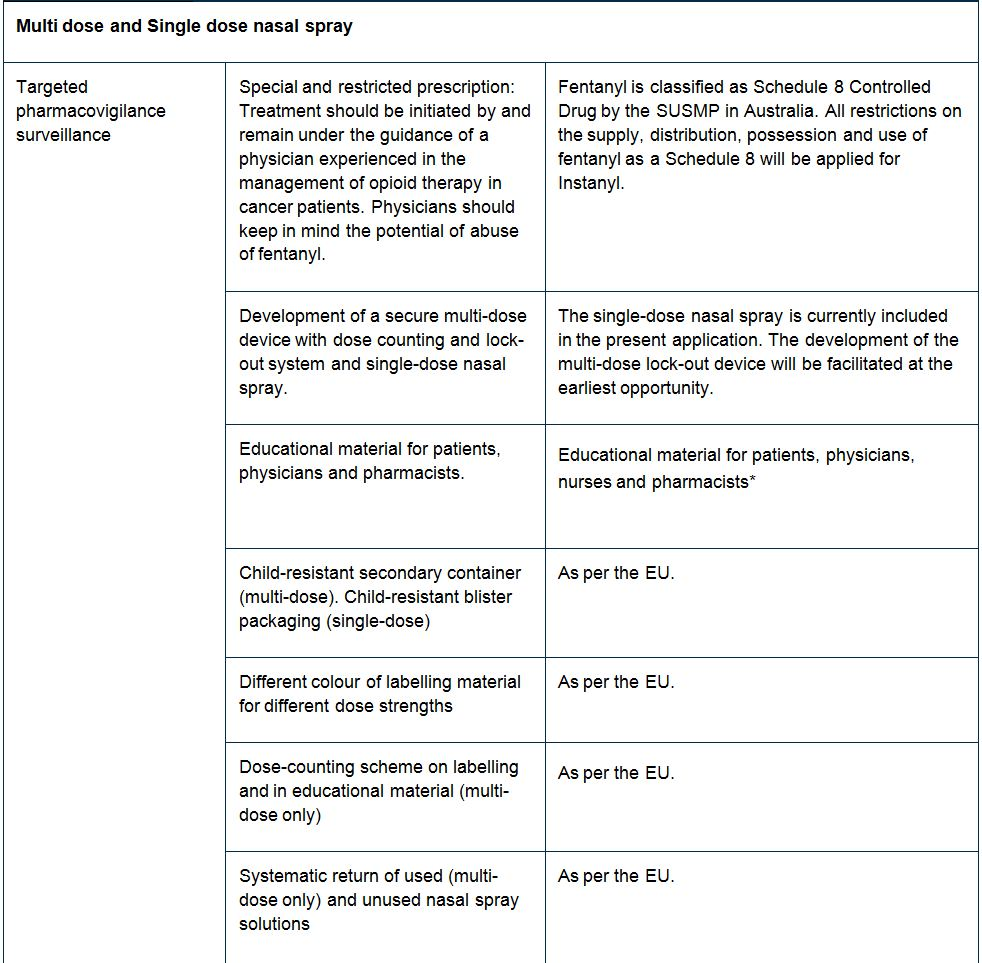 Multi dose and Single dose nasal spray
Targeted
pharmacovigilance
surveillance
Special and restricted prescription:
Treatment should be initiated by and
remain under the guidance of a
physician experienced in the
management of opioid therapy in
cancer patients. Physicians should
keep in mind the potential of abuse
of fentanyl.
Fentanyl is classified as Schedule 8 Controlled
Drug by the SUSMP in Australia. All restrictions on
the supply, distribution, possession and use of
fentanyl as a Schedule 8 will be applied for
Instanyl.
Development of a secure multi-dose
device with dose counting and lock-
out system and single-dose nasal
spray.
The single-dose nasal spray is currently included
in the present application. The development of the
multi-dose lock-out device will be facilitated at the
earliest opportunity.
Educational material for patients,
physicians and pharmacists.
Educational material for patients, physicians,
nurses and pharmacists*
Child-resistant secondary container
(multi-dose). Child-resistant blister
packaging (single-dose)
As per the EU.
Different colour of labelling material
for different dose strengths
As per the EU.
Dose-counting scheme on labelling
and in educational material (multi-
dose only)
As per the EU.
Systematic return of used (multi-
dose only) and unused nasal spray
solutions
As per the EU.